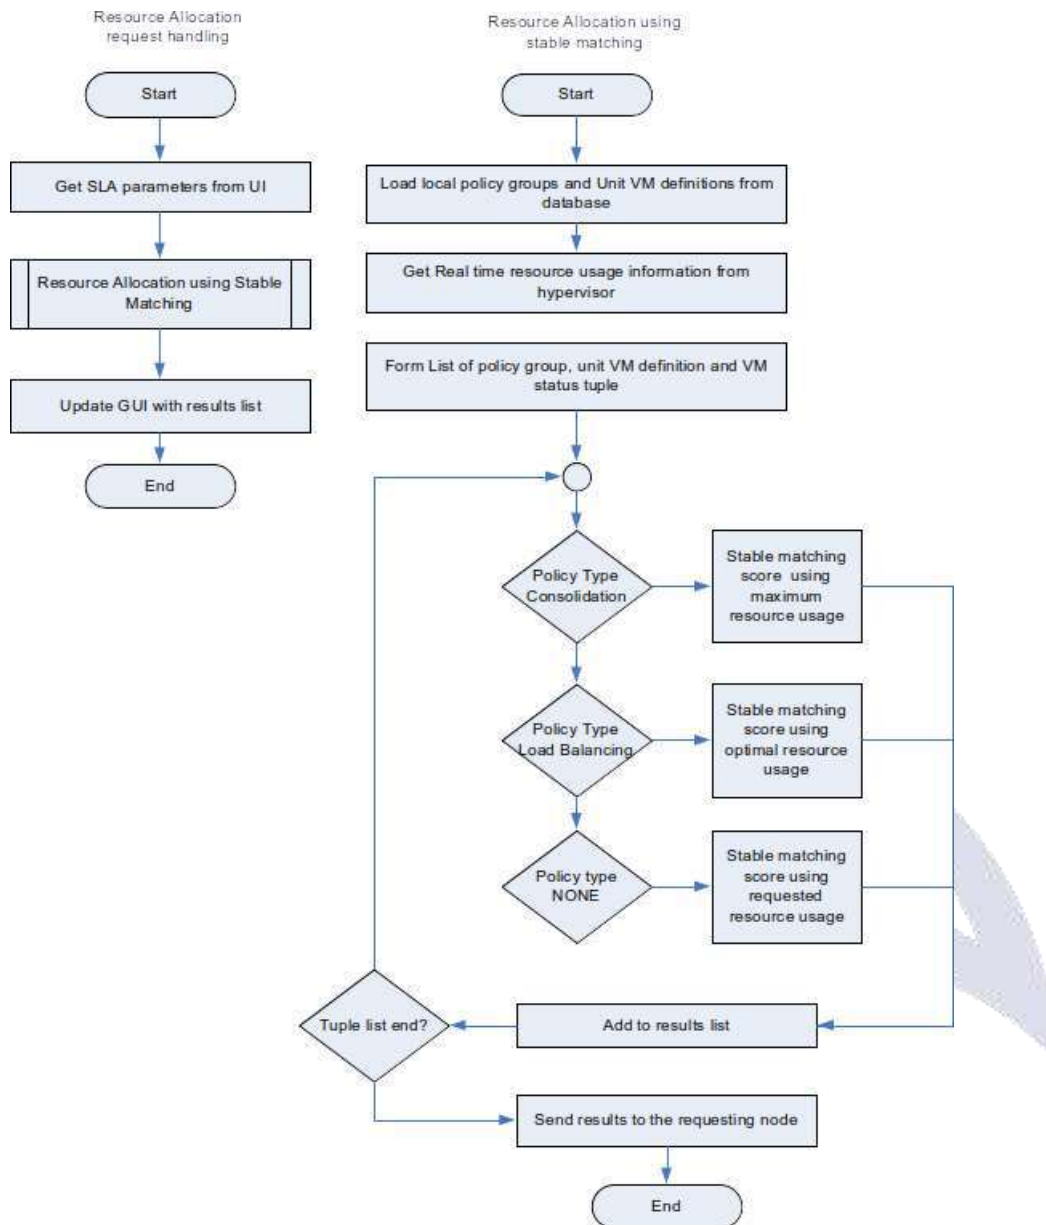 Resource Allocation
request handling
Start
Get SLA parameters from UI
Resource Allocation using Stable
Matching
Update GUI with results list
End
Resource Allocation using
stable matching
Start
Load local policy groups and Unit VM definitions from
database
Get Real time resource usage information from
hypervisor
Form List of policy group, unit VM definition and VM
status tuple
Policy Type
Consolidation
Stable matching
score using
maximum
resource usage
Policy Type
Load Balancing
Stable matching
score using
optimal resource
usage
Policy type
NONE
Stable matching
score using
requested
resource usage
Tuple list end?
Add to results list
Send results to the requesting node
End